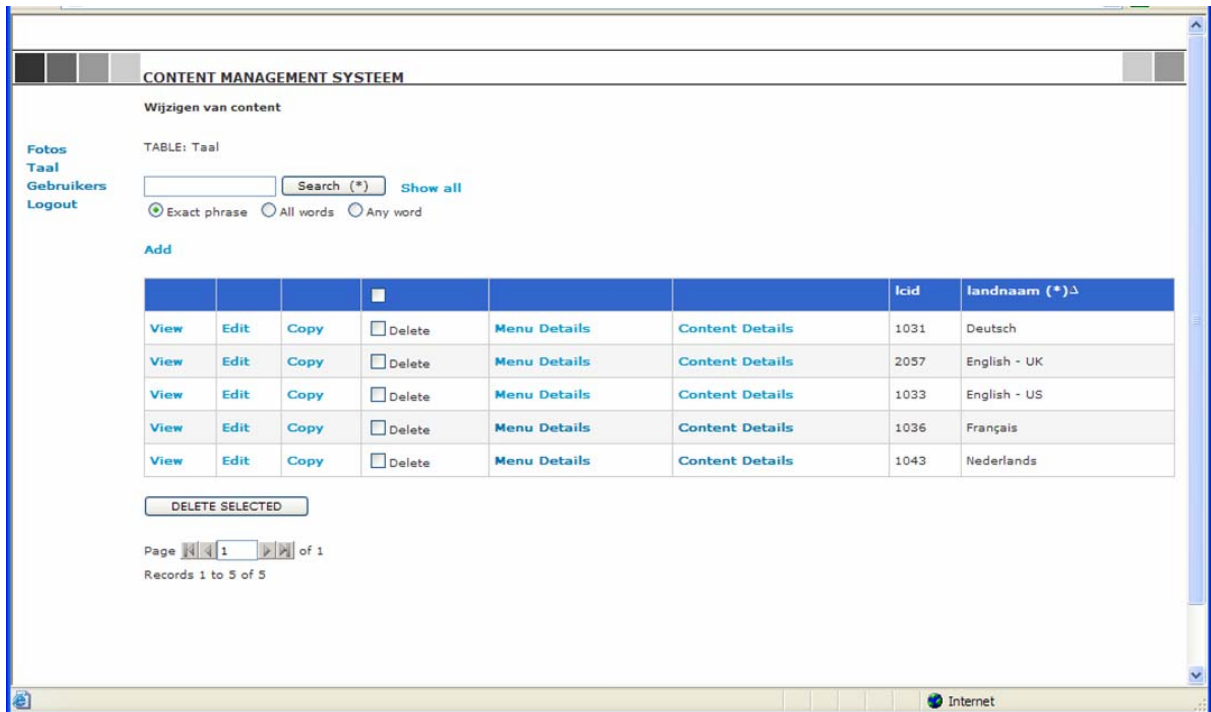 CONTENT MANAGEMENT SYSTEEM
Wijzigen van content
Fotos
Taal
Gebruikers
Logout
TABLE: Taal
Search (*) Show all
Exact phrase All words Any word
Add
lcid landnaam (*)
View Edit Copy Delete Menu Details Content Details 1031 Deutsch
View Edit Copy Delete Menu Details Content Details 2057 English - UK
View Edit Copy Delete Menu Details Content Details 1033 English - US
View Edit Copy Delete Menu Details Content Details 1036 Français
View Edit Copy Delete Menu Details Content Details 1043 Nederlands
DELETE SELECTED
Page 1 of 1
Records 1 to 5 of 5
Internet